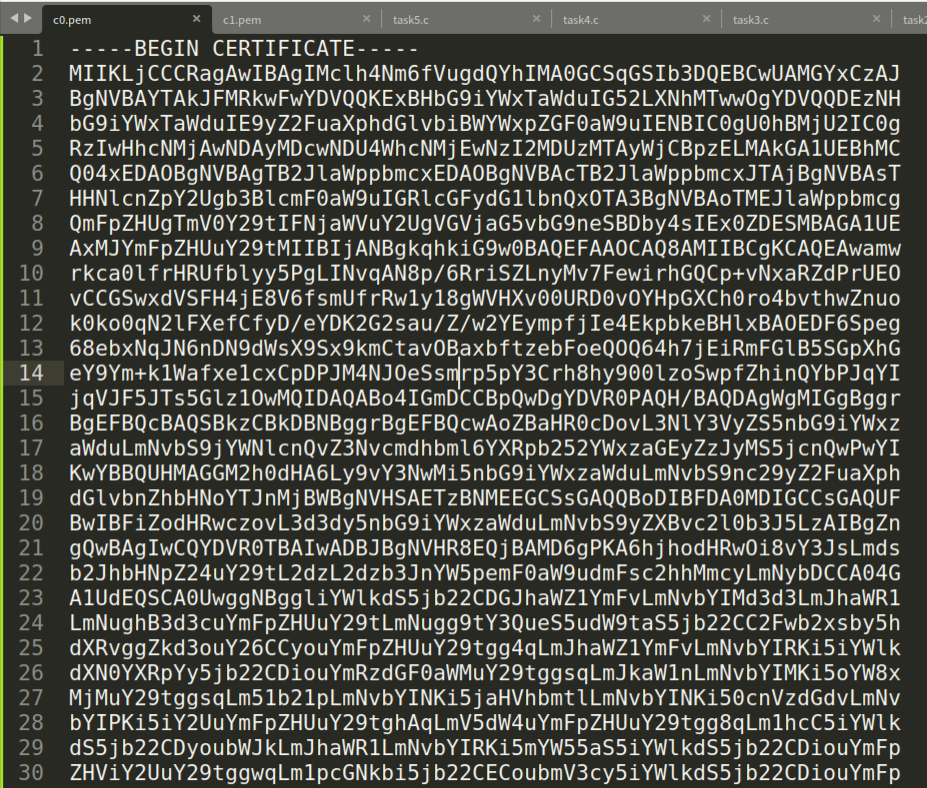 c0.pem × c1.pem × task5.c × task4.c × task3.c × task2
1 -----BEGIN CERTIFICATE-----
2 MIIKLjCCCRagAwIBAgIMclh4Nm6fVugdQYhIMA0GCSqGSIb3DQEBCwUAMGYxCzAJ
3 BgNVBAYTAkJFMRkwFwYDVQQKExBHbG9iYWxTaWduIG52LXNhMTwwOgYDVQQDEzNH
4 bG9iYWxTaWduIE9yZ2FuaXphdGlvbiBWYWxpZGF0aW9uIENBIC0gU0hBMjU2IC0g
5 RzIwHhcNMjAwNDAyMDcwNDU4WhcNMjEwNzI2MDUzMTAyWjCBpzELMAkGA1UEBhMC
6 Q04xEDAOBgNVBAgTB2JlaWppbmcxEDAOBgNVBAcTB2JlaWppbmcxJTAjBgNVBAsT
7 HHNlcnZpY2Ugb3BlcmF0aW9uIGRlcGFydG1lbnQxOTA3BgNVBAoTMEJlaWppbmcg
8 QmFpZHUgTmV0Y29tIFNjaWVuY2UgVGVjaG5vbG9neSBDby4sIEx0ZDESMBAGA1UE
9 AxMJYmFpZHUuY29tMIIBIjANBgkqhkiG9w0BAQEFAAOCAQ8AMIIBCgKCAQEAwamw
10 rkca0lfrHRUfblyy5PgLINvqAN8p/6RriSZLnyMv7FewirhGQCp+vNxaRZdPrUEO
11 vCCGSwxdVSFH4jE8V6fsmUfrRw1y18gWVHXv00URD0vOYHpGXCh0ro4bvthwZnuo
12 k0ko0qN2lFXefCfyD/eYDK2G2sau/Z/w2YEympfjIe4EkpbkeBHlxBAOEDF6Speg
13 68ebxNqJN6nDN9dWsX9Sx9kmCtavOBaxbftzebFoeQOQ64h7jEiRmFGlB5SGpXhG
14 eY9Ym+k1Wafxe1cxCpDPJM4NJOeSsmrp5pY3Crh8hy900lzoSwpfZhinQYbPJqYI
15 jqVJF5JTs5Glz1OwMQIDAQABo4IGmDCCBpQwDgYDVR0PAQH/BAQDAgWgMIGgBggr
16 BgEFBQcBAQSBkzCBkDBNBggrBgEFBQcwAoZBaHR0cDovL3NlY3VyZS5nbG9iYWxz
17 aWduLmNvbS9jYWNlcnQvZ3Nvcmdhbml6YXRpb252YWxzaGEyZzJyMS5jcnQwPwYI
18 KwYBBQUHMAGGM2h0dHA6Ly9vY3NwMi5nbG9iYWxzaWduLmNvbS9nc29yZ2FuaXph
19 dGlvbnZhbHNoYTJnMjBWBgNVHSAETzBNMEEGCSsGAQQBoDIBFDA0MDIGCCsGAQUF
20 BwIBFiZodHRwczovL3d3dy5nbG9iYWxzaWduLmNvbS9yZXBvc2l0b3J5LzAIBgZn
21 gQwBAgIwCQYDVR0TBAIwADBJBgNVHR8EQjBAMD6gPKA6hjhodHRwOi8vY3JsLmds
22 b2JhbHNpZ24uY29tL2dzL2dzb3JnYW5pemF0aW9udmFsc2hhMmcyLmNybDCCA04G
23 A1UdEQSCA0UwggNBggliYWlkdS5jb22CDGJhaWZ1YmFvLmNvbYIMd3d3LmJhaWR1
24 LmNughB3d3cuYmFpZHUuY29tLmNugg9tY3QueS5udW9taS5jb22CC2Fwb2xsby5h
25 dXRvggZkd3ouY26CCyouYmFpZHUuY29tgg4qLmJhaWZ1YmFvLmNvbYIRKi5iYWlk
26 dXN0YXRpYy5jb22CDiouYmRzdGF0aWMuY29tggsqLmJkaW1nLmNvbYIMKi5oYW8x
27 MjMuY29tggsqLm51b21pLmNvbYINKi5jaHVhbmtlLmNvbYINKi50cnVzdGdvLmNv
28 bYIPKi5iY2UuYmFpZHUuY29tghAqLmV5dW4uYmFpZHUuY29tgg8qLm1hcC5iYWlk
29 dS5jb22CDyoubWJkLmJhaWR1LmNvbYIRKi5mYW55aS5iYWlkdS5jb22CDiouYmFp
30 ZHViY2UuY29tggwqLm1pcGNkbi5jb22CECoubmV3cy5iYWlkdS5jb22CDiouYmFp